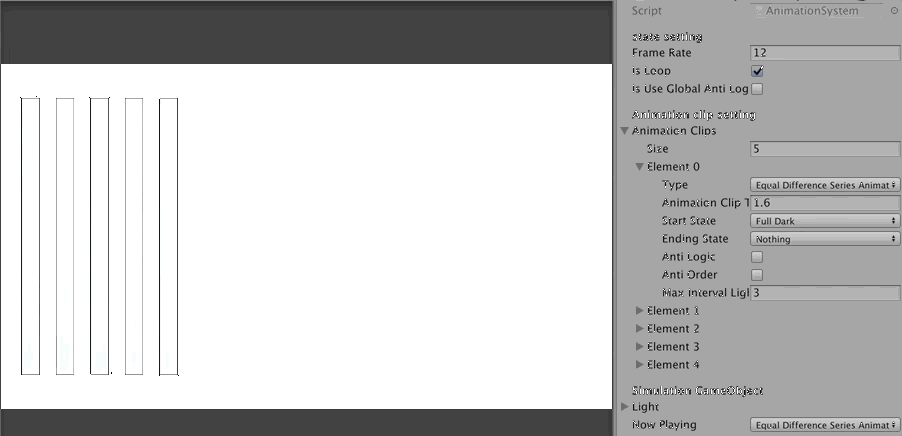 Script AnimationSystem
state setting
Frame Rate 12
Is Loop
Is Use Global Anti Log
Animation clip setting
Animation Clips
Size 5
Element 0
Type Equal Difference Series Animat
Animation Clip T 1.6
Start State Full Dark
Ending State Nothing
Anti Logic
Anti Order
Max Interval Ligl 3
Element 1
Element 2
Element 3
Element 4
Simulation GameObject
Light
Now Playing Equal Difference Series Animat